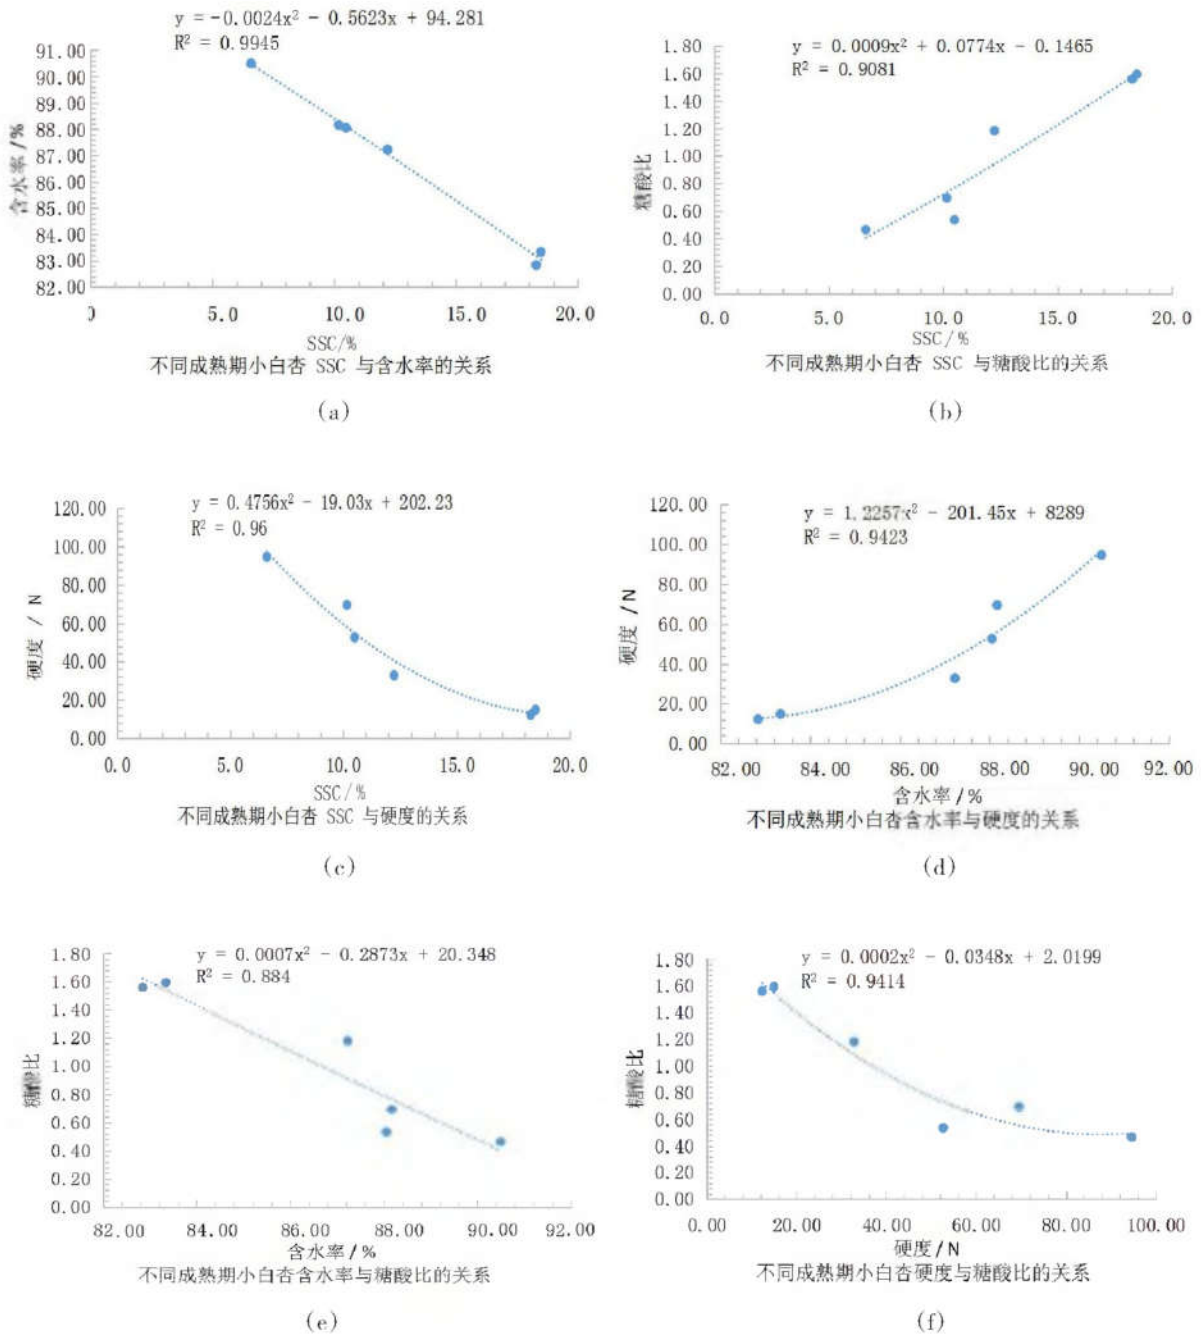 y = -0.0024x² - 0.5623x + 94.281
R² = 0.9945
91.00
90.00
89.00
88.00
87.00
86.00
85.00
84.00
83.00
82.00
含水率/%
5.0
10.0
15.0
20.0
SSC/%
不同成熟期小白杏 SSC 与含水率的关系
(a)
y = 0.0009x² + 0.0774x - 0.1465
R² = 0.9081
1.80
1.60
1.40
1.20
1.00
0.80
0.60
0.40
0.20
0.00
糖酸比
0.0
5.0
10.0
15.0
20.0
SSC/%
不同成熟期小白杏 SSC 与糖酸比的关系
(b)
y = 0.4756x² - 19.03x + 202.23
R² = 0.96
120.00
100.00
80.00
60.00
40.00
20.00
0.00
硬度 / N
0.0
5.0
10.0
15.0
20.0
SSC/%
不同成熟期小白杏 SSC 与硬度的关系
(c)
y = 1.2257x² - 201.45x + 8289
R² = 0.9423
120.00
100.00
80.00
60.00
40.00
20.00
0.00
硬度 / N
82.00
84.00
86.00
88.00
90.00
92.00
含水率/%
不同成熟期小白杏含水率与硬度的关系
(d)
y = 0.0007x² - 0.2873x + 20.348
R² = 0.884
1.80
1.60
1.40
1.20
1.00
0.80
0.60
0.40
0.20
0.00
糖酸比
82.00
84.00
86.00
88.00
90.00
92.00
含水率/%
不同成熟期小白杏含水率与糖酸比的关系
(e)
y = 0.0002x² - 0.0348x + 2.0199
R² = 0.9414
1.80
1.60
1.40
1.20
1.00
0.80
0.60
0.40
0.20
0.00
糖酸比
0.00
20.00
40.00
60.00
80.00
100.00
硬度/N
不同成熟期小白杏硬度与糖酸比的关系
(f)